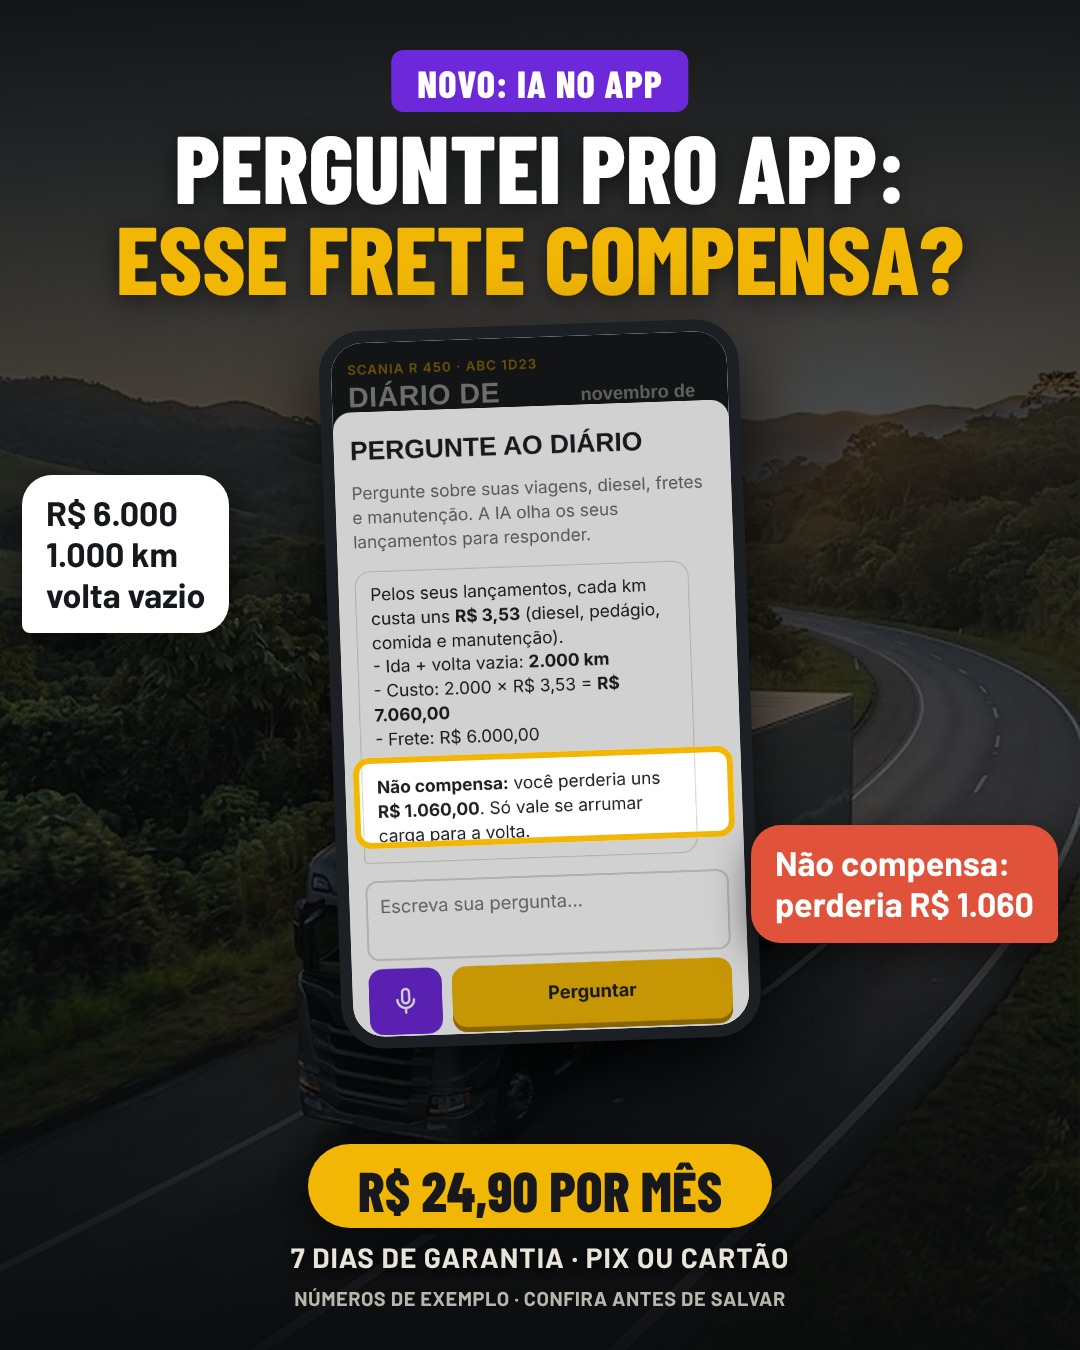 NOVO: IA NO APP
PERGUNTEI PRO APP:
ESSE FRETE COMPENSA?
SCANIA R 450 · ABC 1D23
DIÁRIO DE
novembro de
PERGUNTE AO DIÁRIO
Pergunte sobre suas viagens, diesel, fretes
e manutenção. A IA olha os seus
lançamentos para responder.
R$ 6.000
1.000 km
volta vazio
Pelos seus lançamentos, cada km
custa uns R$ 3,53 (diesel, pedágio,
comida e manutenção).
- Ida + volta vazia: 2.000 km
- Custo: 2.000 × R$ 3,53 = R$
7.060,00
- Frete: R$ 6.000,00
Não compensa: você perderia uns
R$ 1.060,00. Só vale se arrumar
carga para a volta.
Não compensa:
perderia R$ 1.060
Escreva sua pergunta...
Perguntar
R$ 24,90 POR MÊS
7 DIAS DE GARANTIA · PIX OU CARTÃO
NÚMEROS DE EXEMPLO · CONFIRA ANTES DE SALVAR